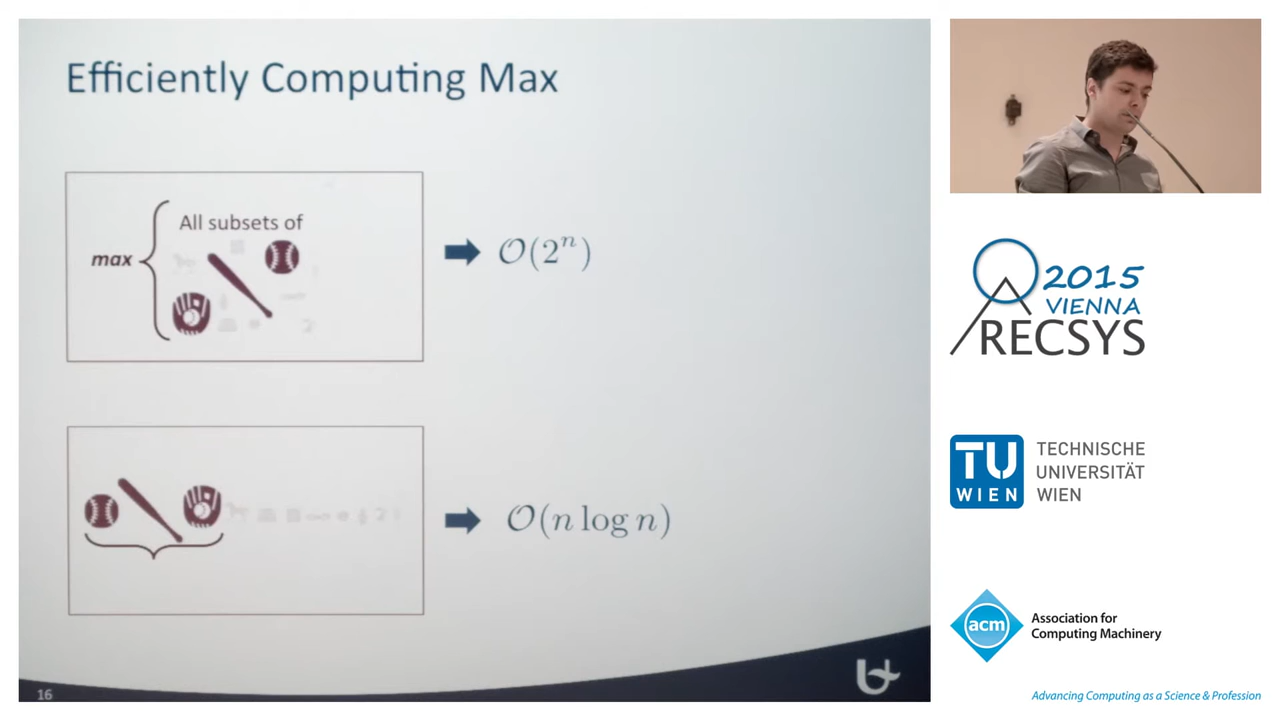 Efficiently Computing Max
All subsets of
max
O(2^n)
O(n log n)
16
2015
VIENNA
RECSYS
TU
WIEN
TECHNISCHE
UNIVERSITÄT
WIEN
acm
Association for
Computing Machinery
Advancing Computing as a Science & Profession